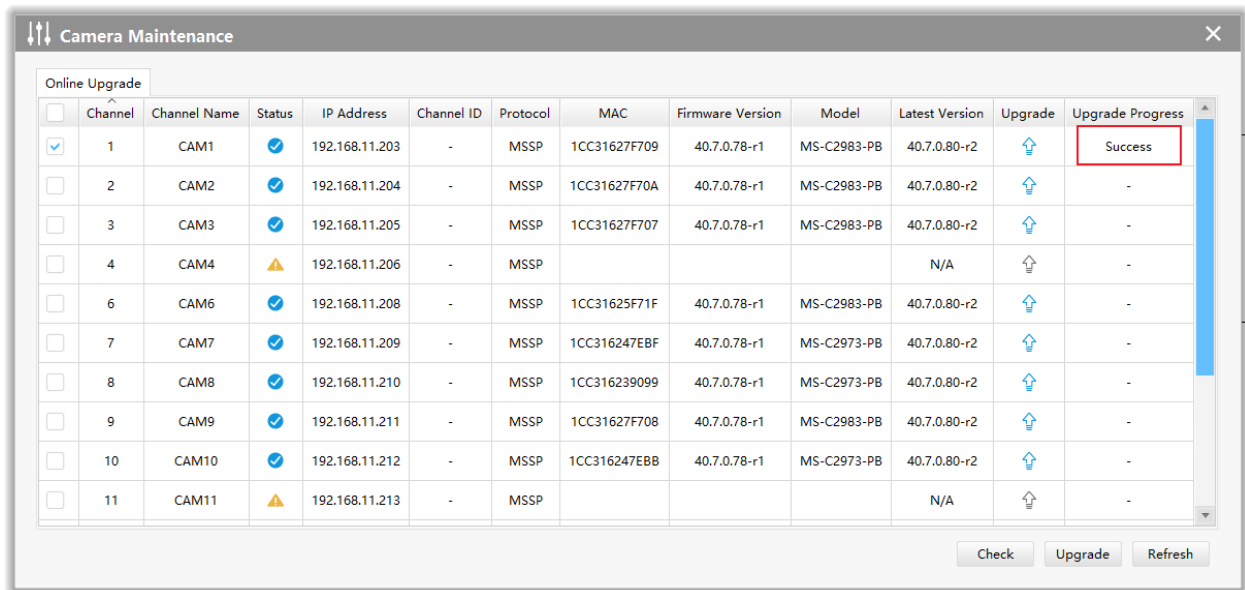 Camera Maintenance
Online Upgrade
Channel Channel Name Status IP Address Channel ID Protocol MAC Firmware Version Model Latest Version Upgrade Upgrade Progress
1 CAM1 192.168.11.203 - MSSP 1CC31627F709 40.7.0.78-r1 MS-C2983-PB 40.7.0.80-r2 Success
2 CAM2 192.168.11.204 - MSSP 1CC31627F70A 40.7.0.78-r1 MS-C2983-PB 40.7.0.80-r2 -
3 CAM3 192.168.11.205 - MSSP 1CC31627F707 40.7.0.78-r1 MS-C2983-PB 40.7.0.80-r2 -
4 CAM4 192.168.11.206 - MSSP N/A -
6 CAM6 192.168.11.208 - MSSP 1CC31625F71F 40.7.0.78-r1 MS-C2983-PB 40.7.0.80-r2 -
7 CAM7 192.168.11.209 - MSSP 1CC316247EBF 40.7.0.78-r1 MS-C2973-PB 40.7.0.80-r2 -
8 CAM8 192.168.11.210 - MSSP 1CC316239099 40.7.0.78-r1 MS-C2973-PB 40.7.0.80-r2 -
9 CAM9 192.168.11.211 - MSSP 1CC31627F708 40.7.0.78-r1 MS-C2983-PB 40.7.0.80-r2 -
10 CAM10 192.168.11.212 - MSSP 1CC316247EBB 40.7.0.78-r1 MS-C2973-PB 40.7.0.80-r2 -
11 CAM11 192.168.11.213 - MSSP N/A -
Check Upgrade Refresh